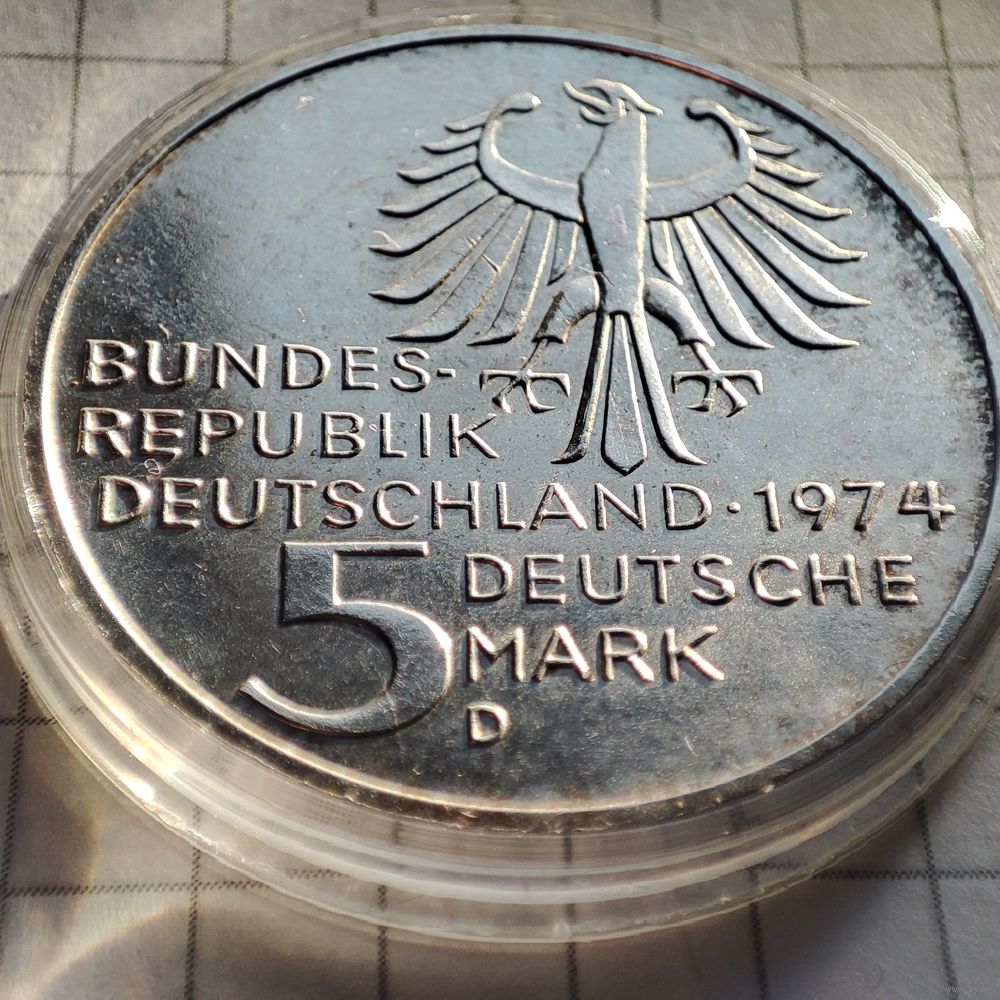 BUNDES-
REPUBLIK
DEUTSCHLAND · 1974
5 DEUTSCHE
MARK
D